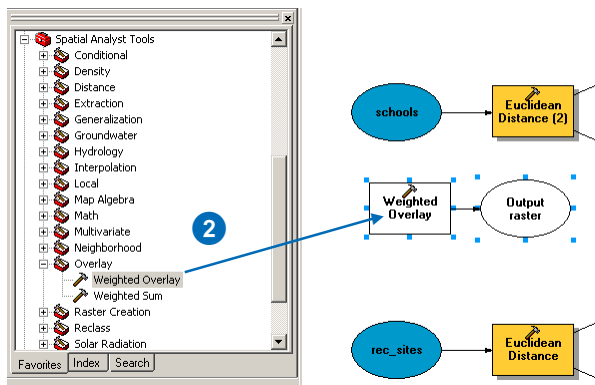 Spatial Analyst Tools
Conditional
Density
Distance
Extraction
Generalization
Groundwater
Hydrology
Interpolation
Local
Map Algebra
Math
Multivariate
Neighborhood
Overlay
Weighted Overlay
Weighted Sum
Raster Creation
Reclass
Solar Radiation
Favorites
Index
Search
2
schools
Euclidean
Distance (2)
Weighted
Overlay
Output
raster
rec_sites
Euclidean
Distance